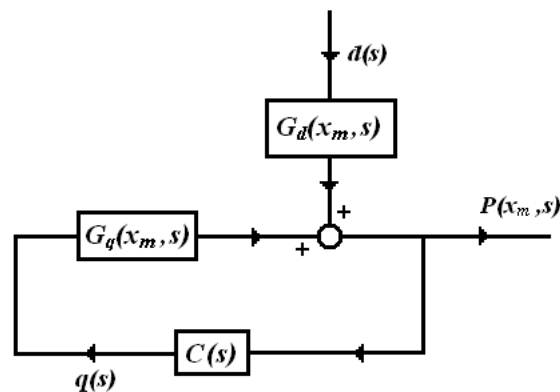 d(s)
G_d(x_m,s)
P(x_m,s)
+
G_q(x_m,s)
+
C(s)
q(s)